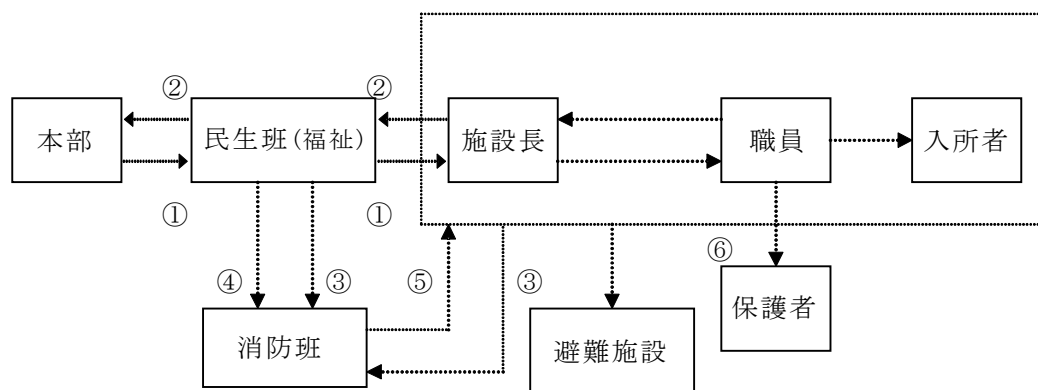 ② ②
本部 民生班(福祉) 施設長 職員 入所者
① ①
④ ③ ⑤ ③ ⑥
保護者
消防班 避難施設